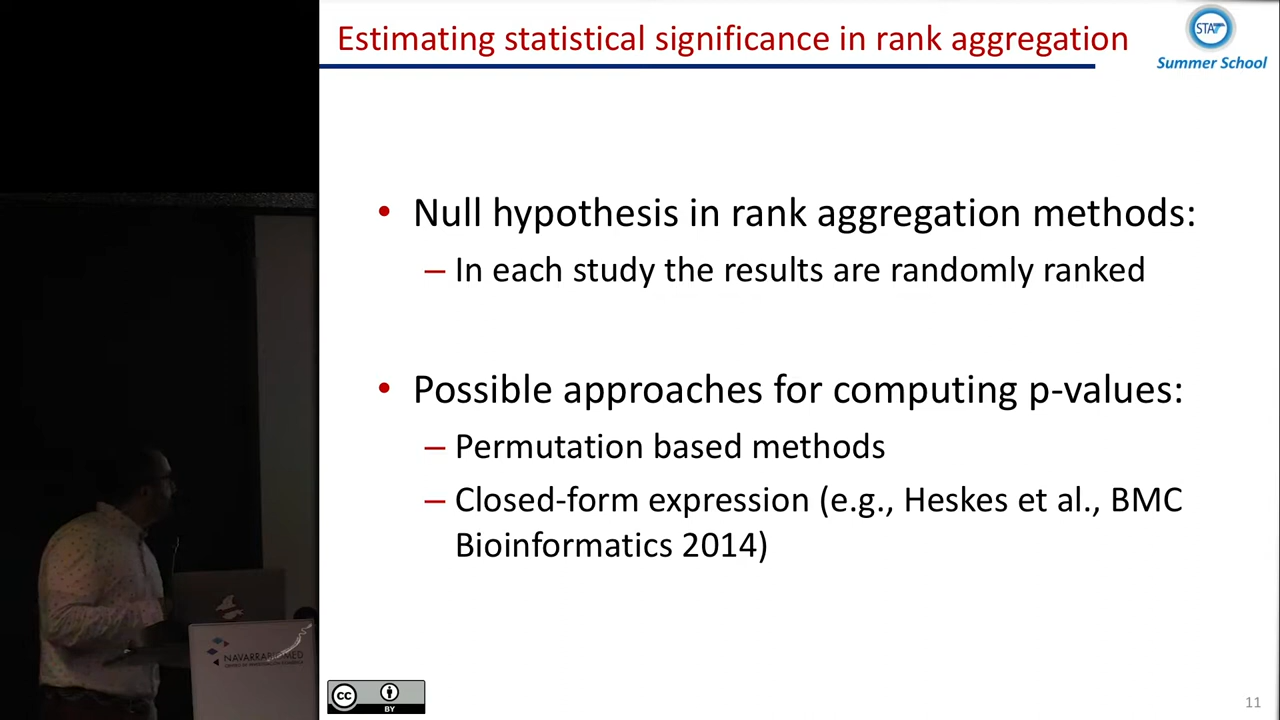 Estimating statistical significance in rank aggregation
STAT
Summer School
• Null hypothesis in rank aggregation methods:
– In each study the results are randomly ranked
• Possible approaches for computing p-values:
– Permutation based methods
– Closed-form expression (e.g., Heskes et al., BMC
Bioinformatics 2014)
NAVARRABIOMED
cc
BY
11